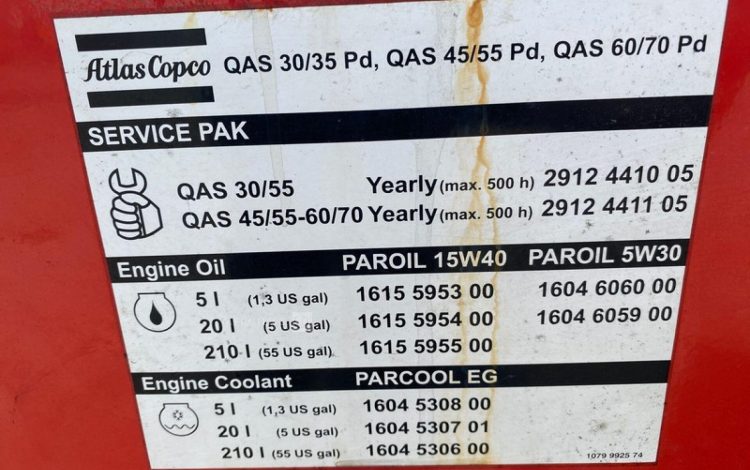 Atlas Copco QAS 30/35 Pd, QAS 45/55 Pd, QAS 60/70 Pd
SERVICE PAK
QAS 30/55 Yearly (max. 500 h) 2912 4410 05
QAS 45/55-60/70 Yearly (max. 500 h) 2912 4411 05
Engine Oil PAROIL 15W40 PAROIL 5W30
5 l (1,3 US gal) 1615 5953 00 1604 6060 00
20 l (5 US gal) 1615 5954 00 1604 6059 00
210 l (55 US gal) 1615 5955 00
Engine Coolant PARCOOL EG
5 l (1,3 US gal) 1604 5308 00
20 l (5 US gal) 1604 5307 01
210 l (55 US gal) 1604 5306 00
1079 9925 74